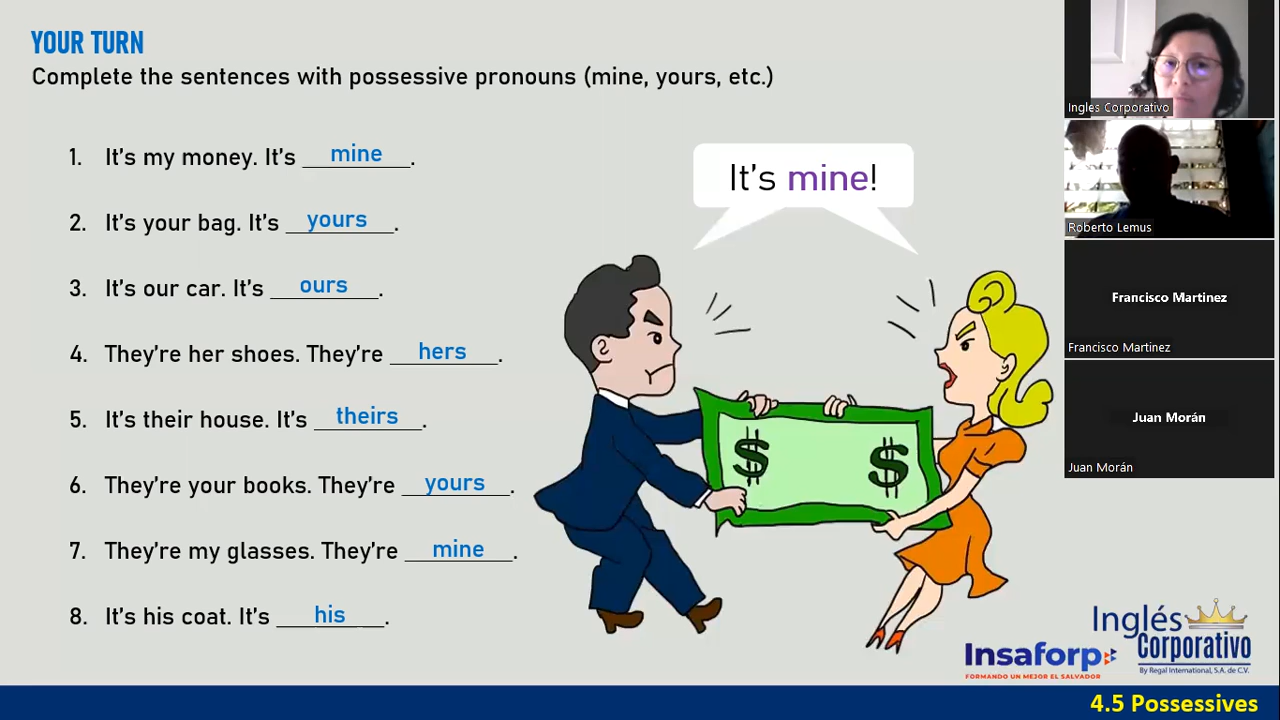 YOUR TURN
Complete the sentences with possessive pronouns (mine, yours, etc.)
1. It's my money. It's mine.
2. It's your bag. It's yours.
3. It's our car. It's ours.
4. They're her shoes. They're hers.
5. It's their house. It's theirs.
6. They're your books. They're yours.
7. They're my glasses. They're mine.
8. It's his coat. It's his.
It's mine!
$ $
Insaforp
FORMANDO UN MEJOR EL SALVADOR
Inglés
Corporativo
By Regal International, S.A. de C.V.
4.5 Possessives
Ingles Corporativo
Roberto Lemus
Francisco Martinez
Francisco Martinez
Juan Morán
Juan Morán